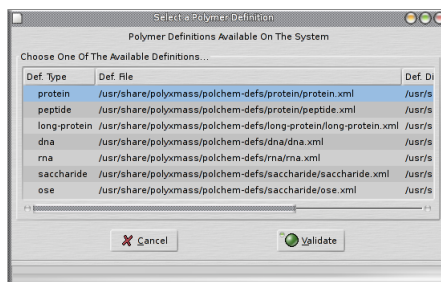 Select a Polymer Definition
Polymer Definitions Available On The System
Choose One Of The Available Definitions...
Def. Type Def. File Def. Di
protein /usr/share/polyxmass/polchem-defs/protein/protein.xml /usr/s
peptide /usr/share/polyxmass/polchem-defs/protein/peptide.xml /usr/s
long-protein /usr/share/polyxmass/polchem-defs/long-protein/long-protein.xml /usr/s
dna /usr/share/polyxmass/polchem-defs/dna/dna.xml /usr/s
rna /usr/share/polyxmass/polchem-defs/rna/rna.xml /usr/s
saccharide /usr/share/polyxmass/polchem-defs/saccharide/saccharide.xml /usr/s
ose /usr/share/polyxmass/polchem-defs/saccharide/ose.xml /usr/s
Cancel Validate